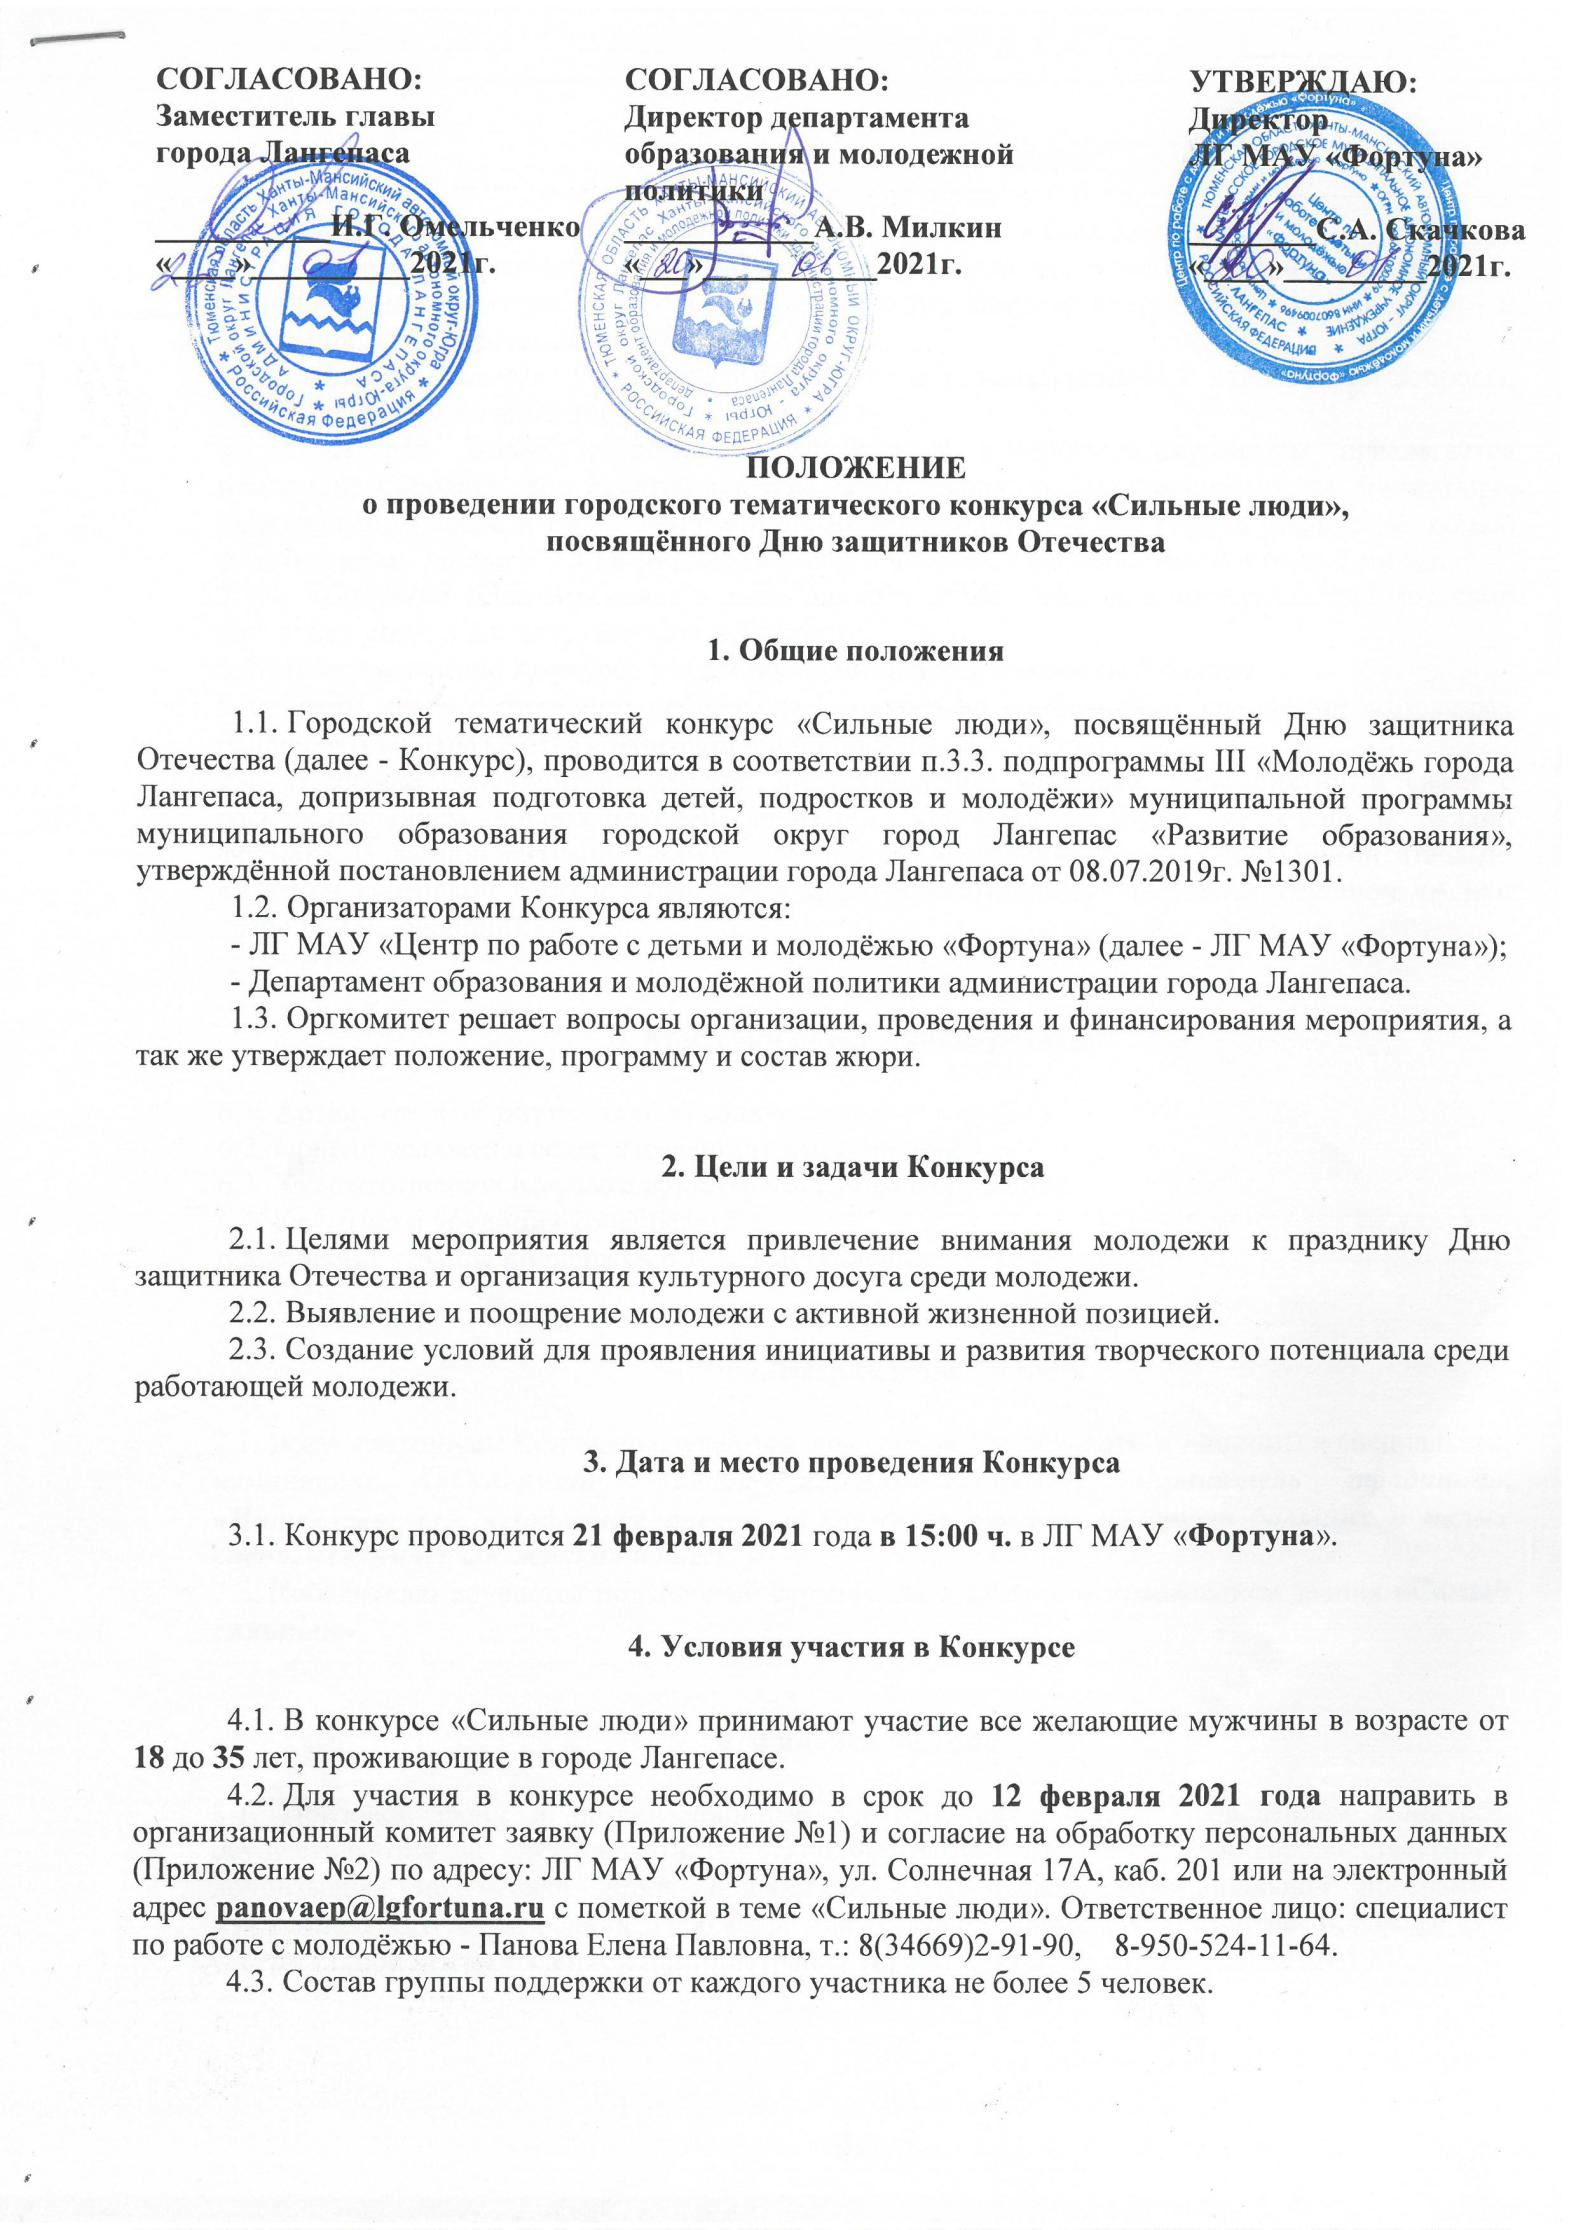 СОГЛАСОВАНО:
Заместитель главы
города Лангепаса
И.Г. Омельченко
« » 01 2021г.
СОГЛАСОВАНО:
Директор департамента
образования и молодежной
политики
А.В. Милкин
«20» 01 2021г.
УТВЕРЖДАЮ:
Директор
ЛГ МАУ «Фортуна»
С.А. Скачкова
«20» 01 2021г.
ПОЛОЖЕНИЕ
о проведении городского тематического конкурса «Сильные люди»,
посвящённого Дню защитников Отечества
1. Общие положения
1.1. Городской тематический конкурс «Сильные люди», посвящённый Дню защитника
Отечества (далее - Конкурс), проводится в соответствии п.3.3. подпрограммы III «Молодёжь города
Лангепаса, допризывная подготовка детей, подростков и молодёжи» муниципальной программы
муниципального образования городской округ город Лангепас «Развитие образования»,
утверждённой постановлением администрации города Лангепаса от 08.07.2019г. №1301.
1.2. Организаторами Конкурса являются:
- ЛГ МАУ «Центр по работе с детьми и молодёжью «Фортуна» (далее - ЛГ МАУ «Фортуна»);
- Департамент образования и молодёжной политики администрации города Лангепаса.
1.3. Оргкомитет решает вопросы организации, проведения и финансирования мероприятия, а
так же утверждает положение, программу и состав жюри.
2. Цели и задачи Конкурса
2.1. Целями мероприятия является привлечение внимания молодежи к празднику Дню
защитника Отечества и организация культурного досуга среди молодежи.
2.2. Выявление и поощрение молодежи с активной жизненной позицией.
2.3. Создание условий для проявления инициативы и развития творческого потенциала среди
работающей молодежи.
3. Дата и место проведения Конкурса
3.1. Конкурс проводится 21 февраля 2021 года в 15:00 ч. в ЛГ МАУ «Фортуна».
4. Условия участия в Конкурсе
4.1. В конкурсе «Сильные люди» принимают участие все желающие мужчины в возрасте от
18 до 35 лет, проживающие в городе Лангепасе.
4.2. Для участия в конкурсе необходимо в срок до 12 февраля 2021 года направить в
организационный комитет заявку (Приложение №1) и согласие на обработку персональных данных
(Приложение №2) по адресу: ЛГ МАУ «Фортуна», ул. Солнечная 17А, каб. 201 или на электронный
адрес panovaep@lgfortuna.ru с пометкой в теме «Сильные люди». Ответственное лицо: специалист
по работе с молодёжью - Панова Елена Павловна, т.: 8(34669)2-91-90, 8-950-524-11-64.
4.3. Состав группы поддержки от каждого участника не более 5 человек.